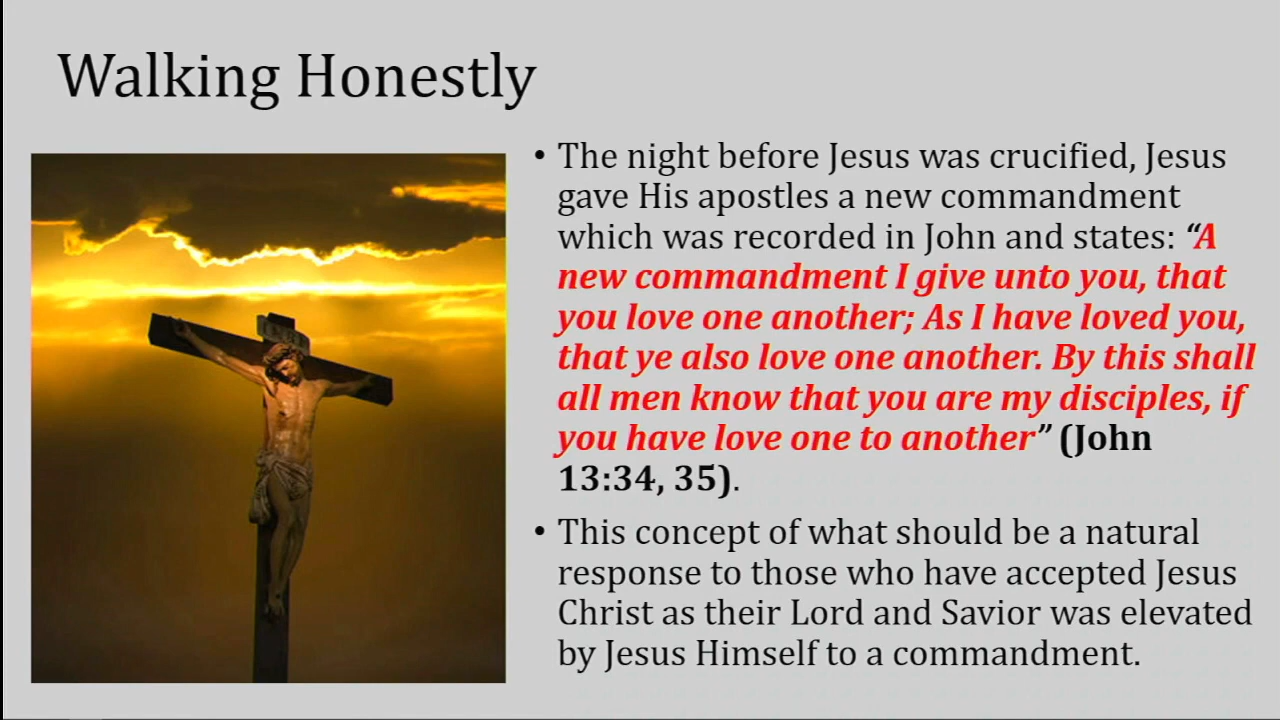 Walking Honestly
• The night before Jesus was crucified, Jesus
gave His apostles a new commandment
which was recorded in John and states: “A
new commandment I give unto you, that
you love one another; As I have loved you,
that ye also love one another. By this shall
all men know that you are my disciples, if
you have love one to another” (John
13:34, 35).
• This concept of what should be a natural
response to those who have accepted Jesus
Christ as their Lord and Savior was elevated
by Jesus Himself to a commandment.